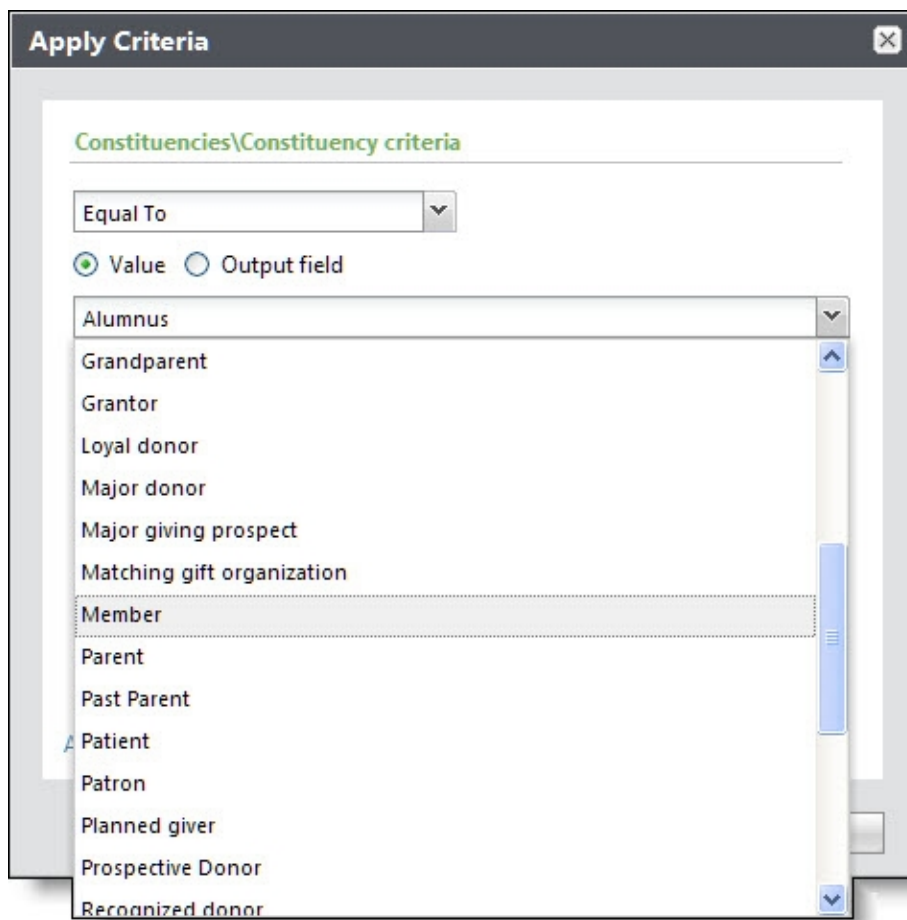 Apply Criteria
Constituencies\Constituency criteria
Equal To
Value Output field
Alumnus
Grandparent
Grantor
Loyal donor
Major donor
Major giving prospect
Matching gift organization
Member
Parent
Past Parent
Patient
Patron
Planned giver
Prospective Donor
Recognized donor